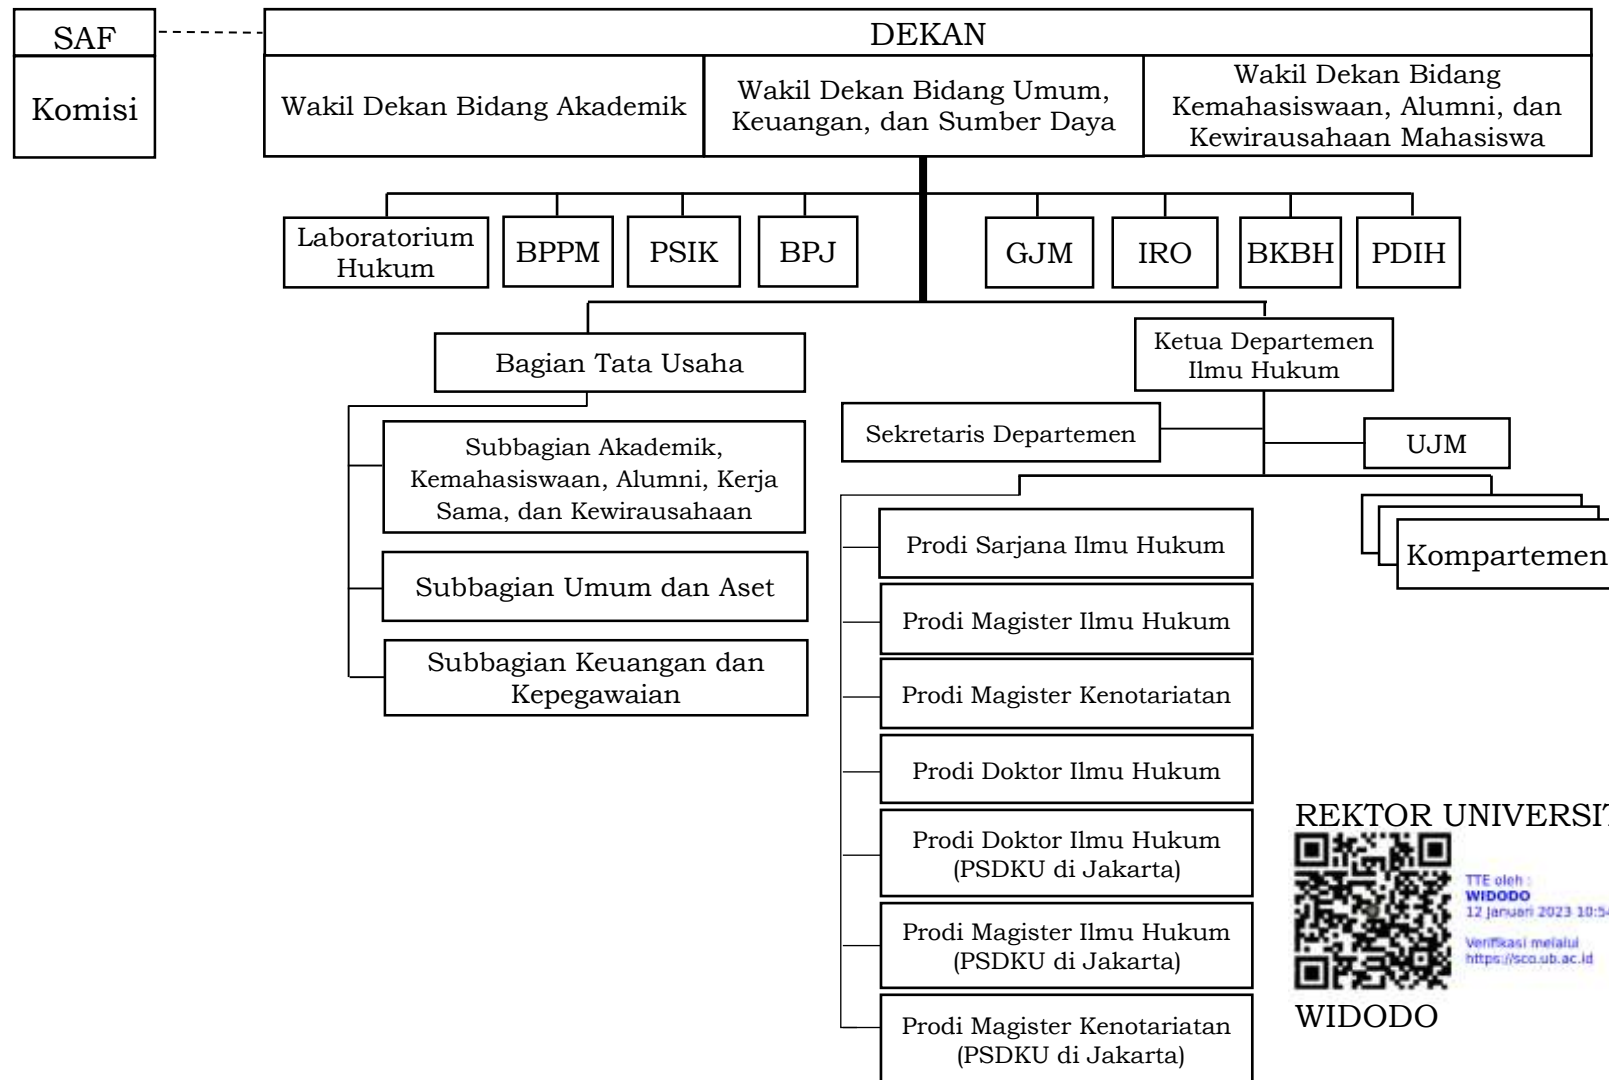 SAF
DEKAN
Komisi
Wakil Dekan Bidang Akademik
Wakil Dekan Bidang Umum,
Keuangan, dan Sumber Daya
Wakil Dekan Bidang
Kemahasiswaan, Alumni, dan
Kewirausahaan Mahasiswa
Laboratorium
Hukum
BPPM
PSIK
BPJ
GJM
IRO
BKBH
PDIH
Bagian Tata Usaha
Ketua Departemen
Ilmu Hukum
Sekretaris Departemen
UJM
Subbagian Akademik,
Kemahasiswaan, Alumni, Kerja
Sama, dan Kewirausahaan
Subbagian Umum dan Aset
Subbagian Keuangan dan
Kepegawaian
Prodi Sarjana Ilmu Hukum
Kompartemen
Prodi Magister Ilmu Hukum
Prodi Magister Kenotariatan
Prodi Doktor Ilmu Hukum
Prodi Doktor Ilmu Hukum
(PSDKU di Jakarta)
Prodi Magister Ilmu Hukum
(PSDKU di Jakarta)
Prodi Magister Kenotariatan
(PSDKU di Jakarta)
REKTOR
TTE oleh :
WIDODO
12 Januari 2023 10:54
Verifikasi melalui
https://sco.ub.ac.id
WIDODO